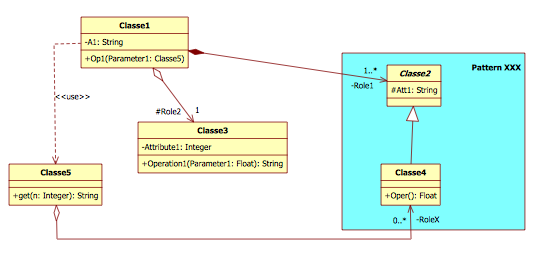 Classe1
-A1: String
+Op1(Parameter1: Classe5)
Pattern XXX
Classe2
#Att1: String
1..*
-Role1
<<use>>
#Role2
1
Classe3
-Attribute1: Integer
+Operation1(Parameter1: Float): String
Classe5
+get(n: Integer): String
Classe4
+Oper(): Float
0..*
-RoleX